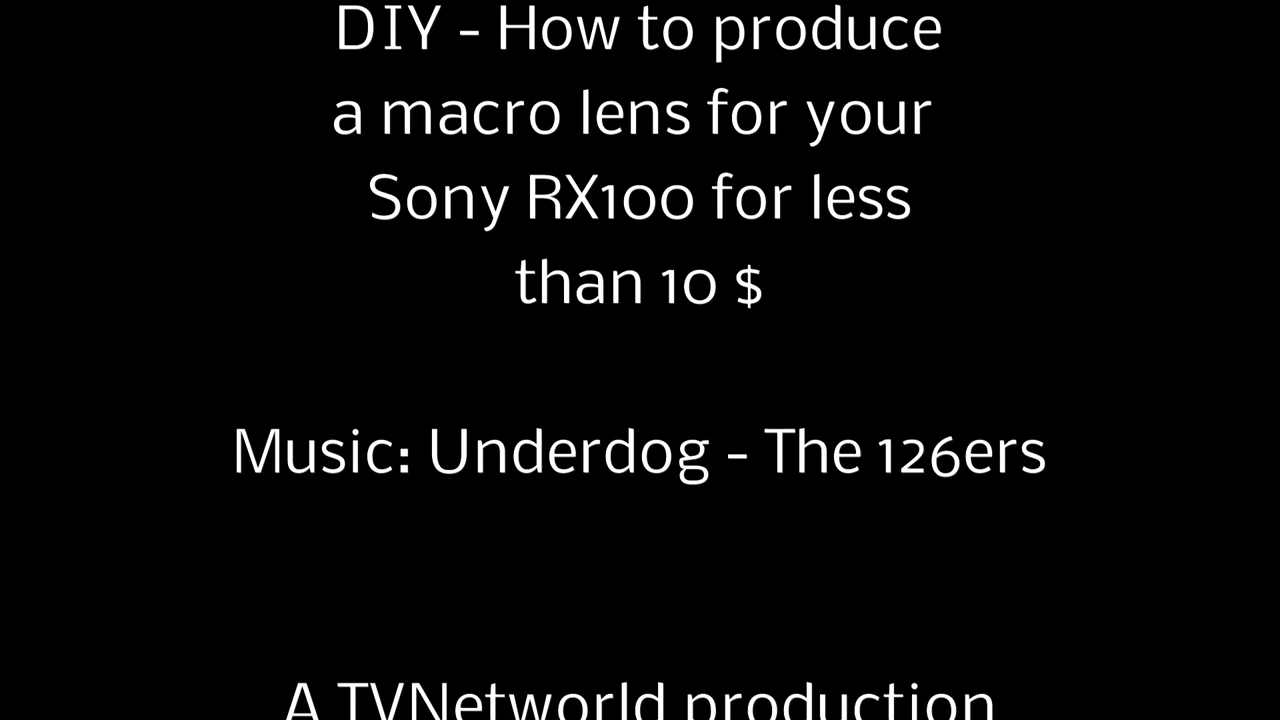 DIY - How to produce
a macro lens for your
Sony RX100 for less
than 10 $
Music: Underdog - The 126ers
A TVNetworld production